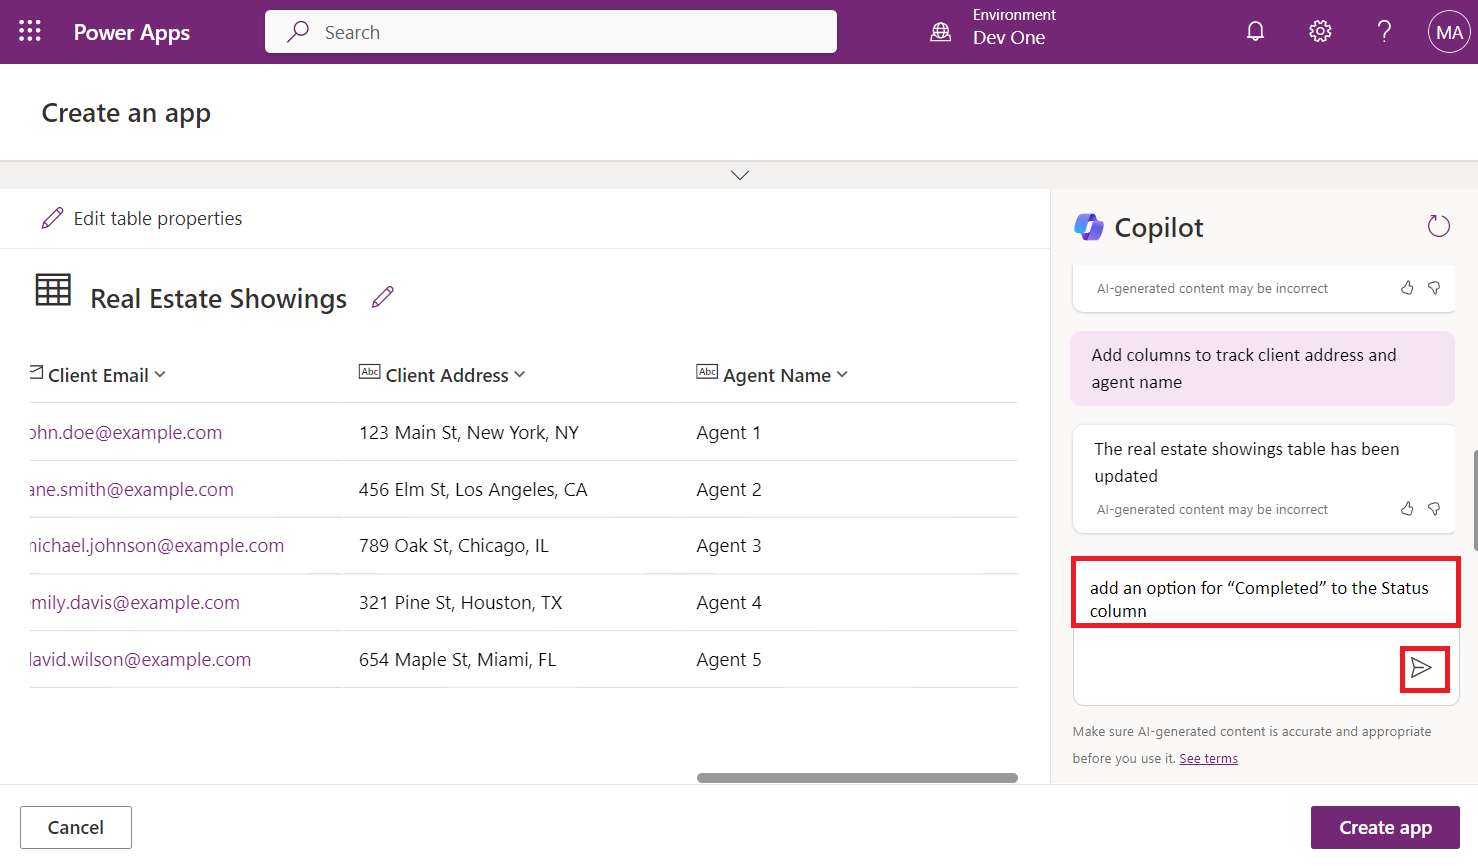 Power Apps
Search
Environment
Dev One
MA
Create an app
Edit table properties
Real Estate Showings
Client Email
Abc Client Address
Abc Agent Name
ohn.doe@example.com
123 Main St, New York, NY
Agent 1
ane.smith@example.com
456 Elm St, Los Angeles, CA
Agent 2
michael.johnson@example.com
789 Oak St, Chicago, IL
Agent 3
emily.davis@example.com
321 Pine St, Houston, TX
Agent 4
david.wilson@example.com
654 Maple St, Miami, FL
Agent 5
Copilot
AI-generated content may be incorrect
Add columns to track client address and
agent name
The real estate showings table has been
updated
AI-generated content may be incorrect
add an option for “Completed” to the Status
column
Make sure AI-generated content is accurate and appropriate
before you use it. See terms
Cancel
Create app